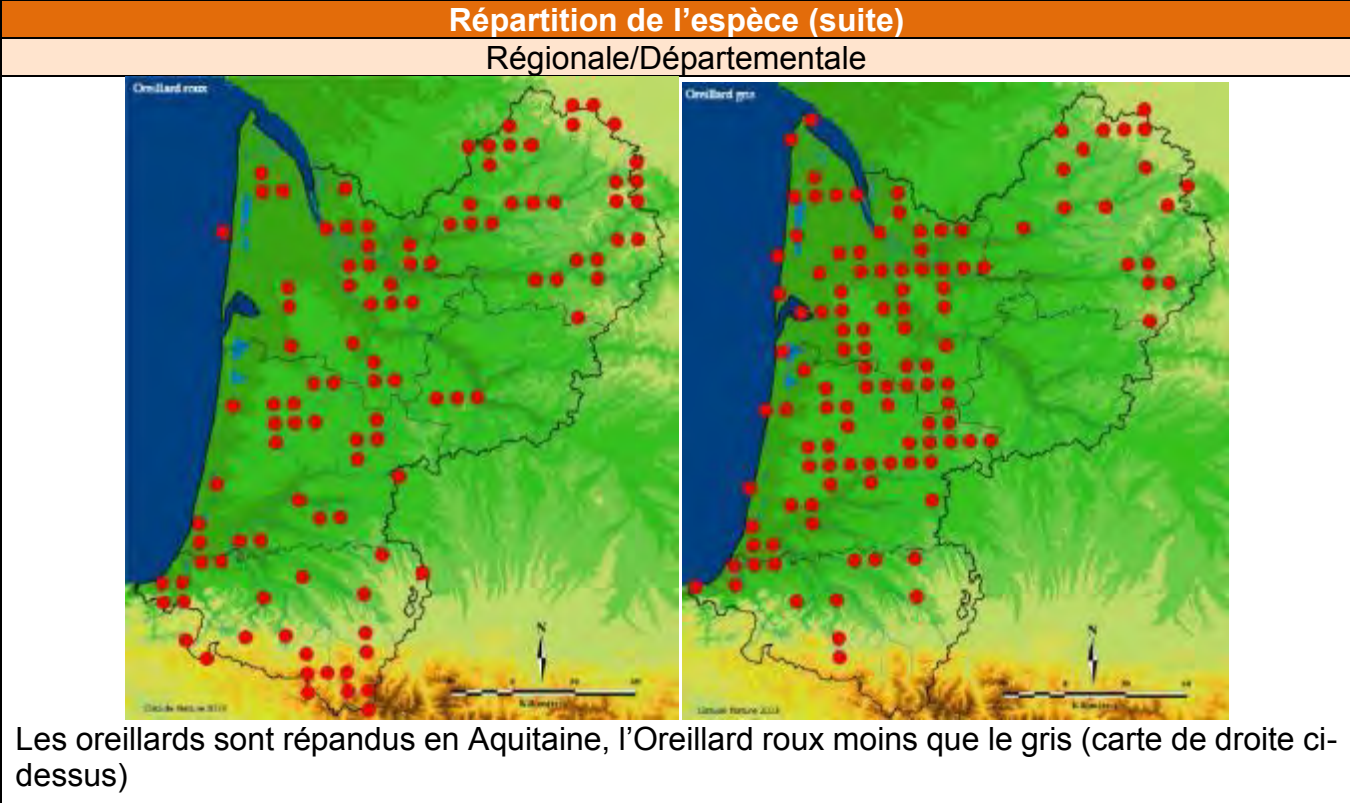 Répartition de l’espèce (suite)
Régionale/Départementale
Oreillard roux
Oreillard gris
N
N
Les oreillards sont répandus en Aquitaine, l’Oreillard roux moins que le gris (carte de droite ci-
dessus)